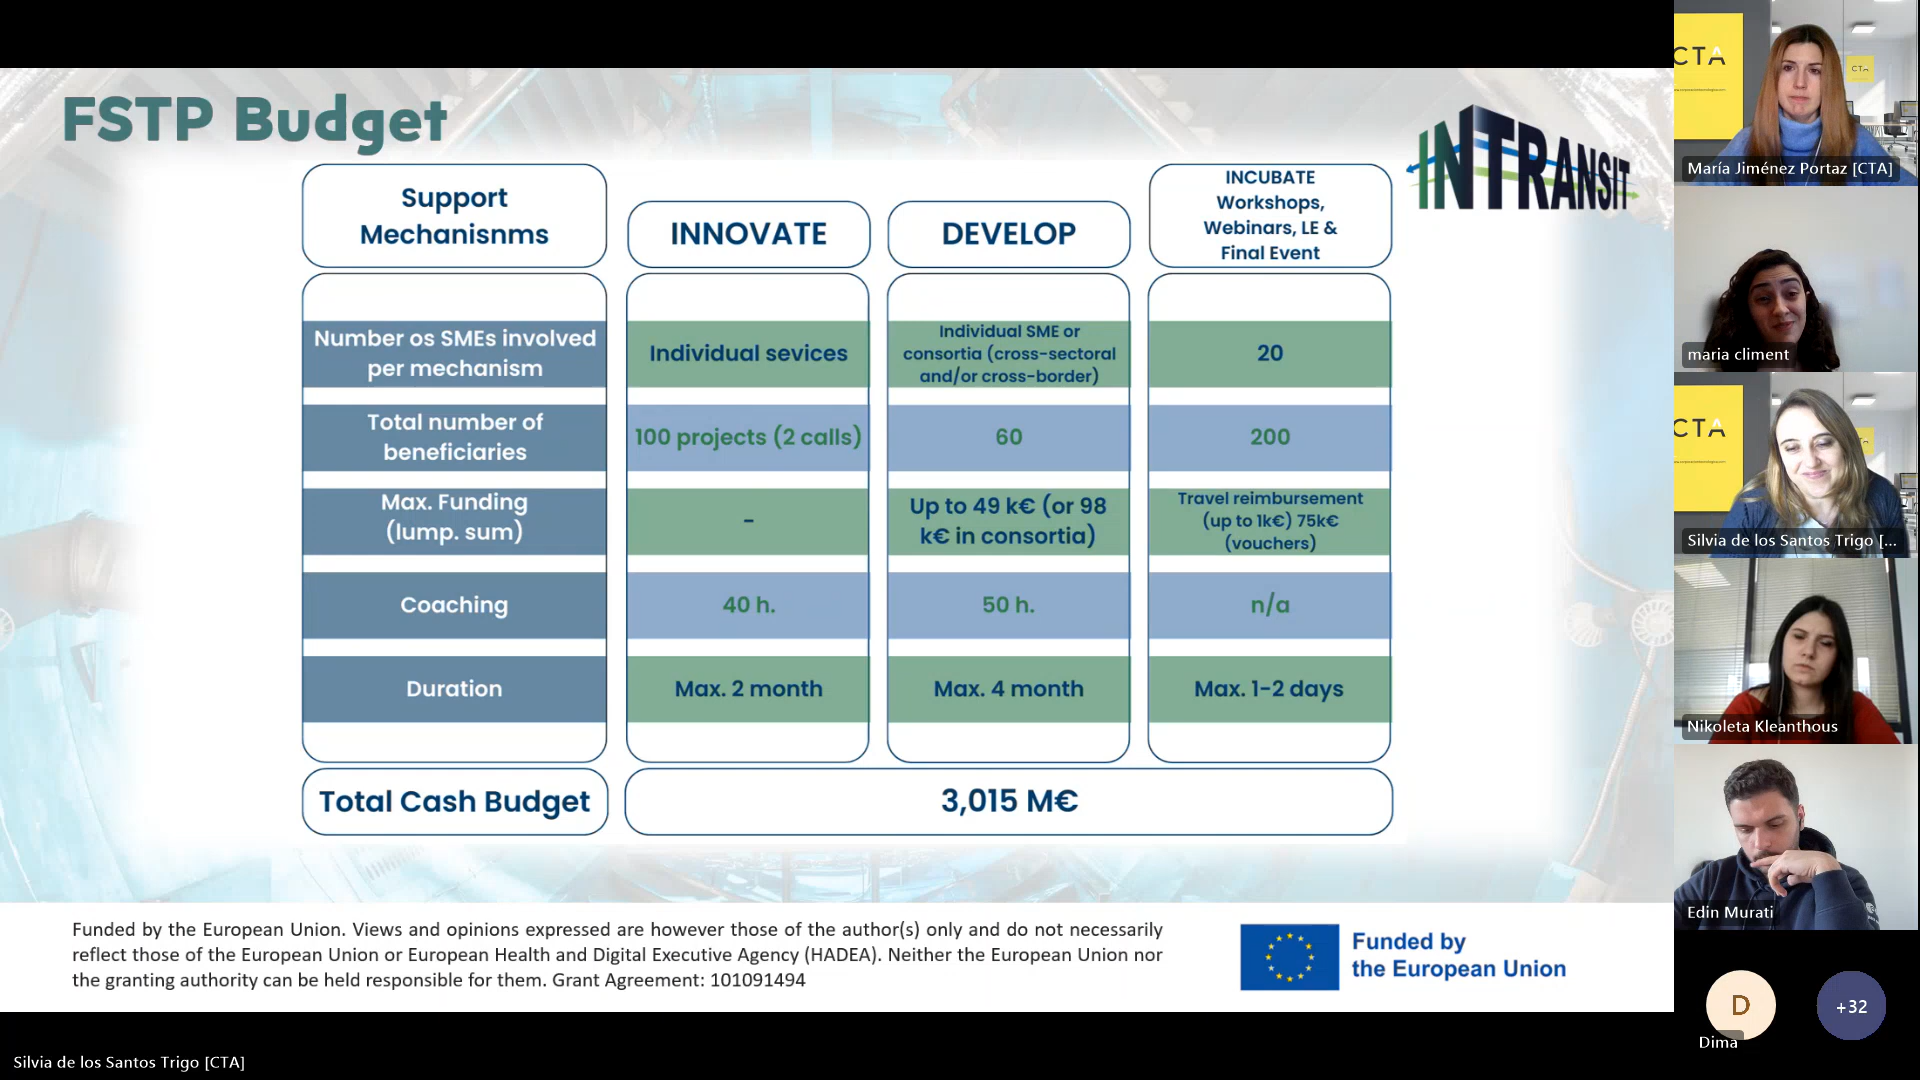 FSTP Budget
INTRANSIT
Support
Mechanisnms
INNOVATE
DEVELOP
INCUBATE
Workshops,
Webinars, LE &
Final Event
Number os SMEs involved
per mechanism
Individual sevices
Individual SME or
consortia (cross-sectoral
and/or cross-border)
20
Total number of
beneficiaries
100 projects (2 calls)
60
200
Max. Funding
(lump. sum)
-
Up to 49 k€ (or 98
k€ in consortia)
Travel reimbursement
(up to 1k€) 75k€
(vouchers)
Coaching
40 h.
50 h.
n/a
Duration
Max. 2 month
Max. 4 month
Max. 1-2 days
Total Cash Budget
3,015 M€
Funded by the European Union. Views and opinions expressed are however those of the author(s) only and do not necessarily
reflect those of the European Union or European Health and Digital Executive Agency (HADEA). Neither the European Union nor
the granting authority can be held responsible for them. Grant Agreement: 101091494
Funded by
the European Union
Silvia de los Santos Trigo [CTA]
CTA
CTA
María Jiménez Portaz [CTA]
maria climent
CTA
Silvia de los Santos Trigo [...
Nikoleta Kleanthous
Edin Murati
D
Dima
+32